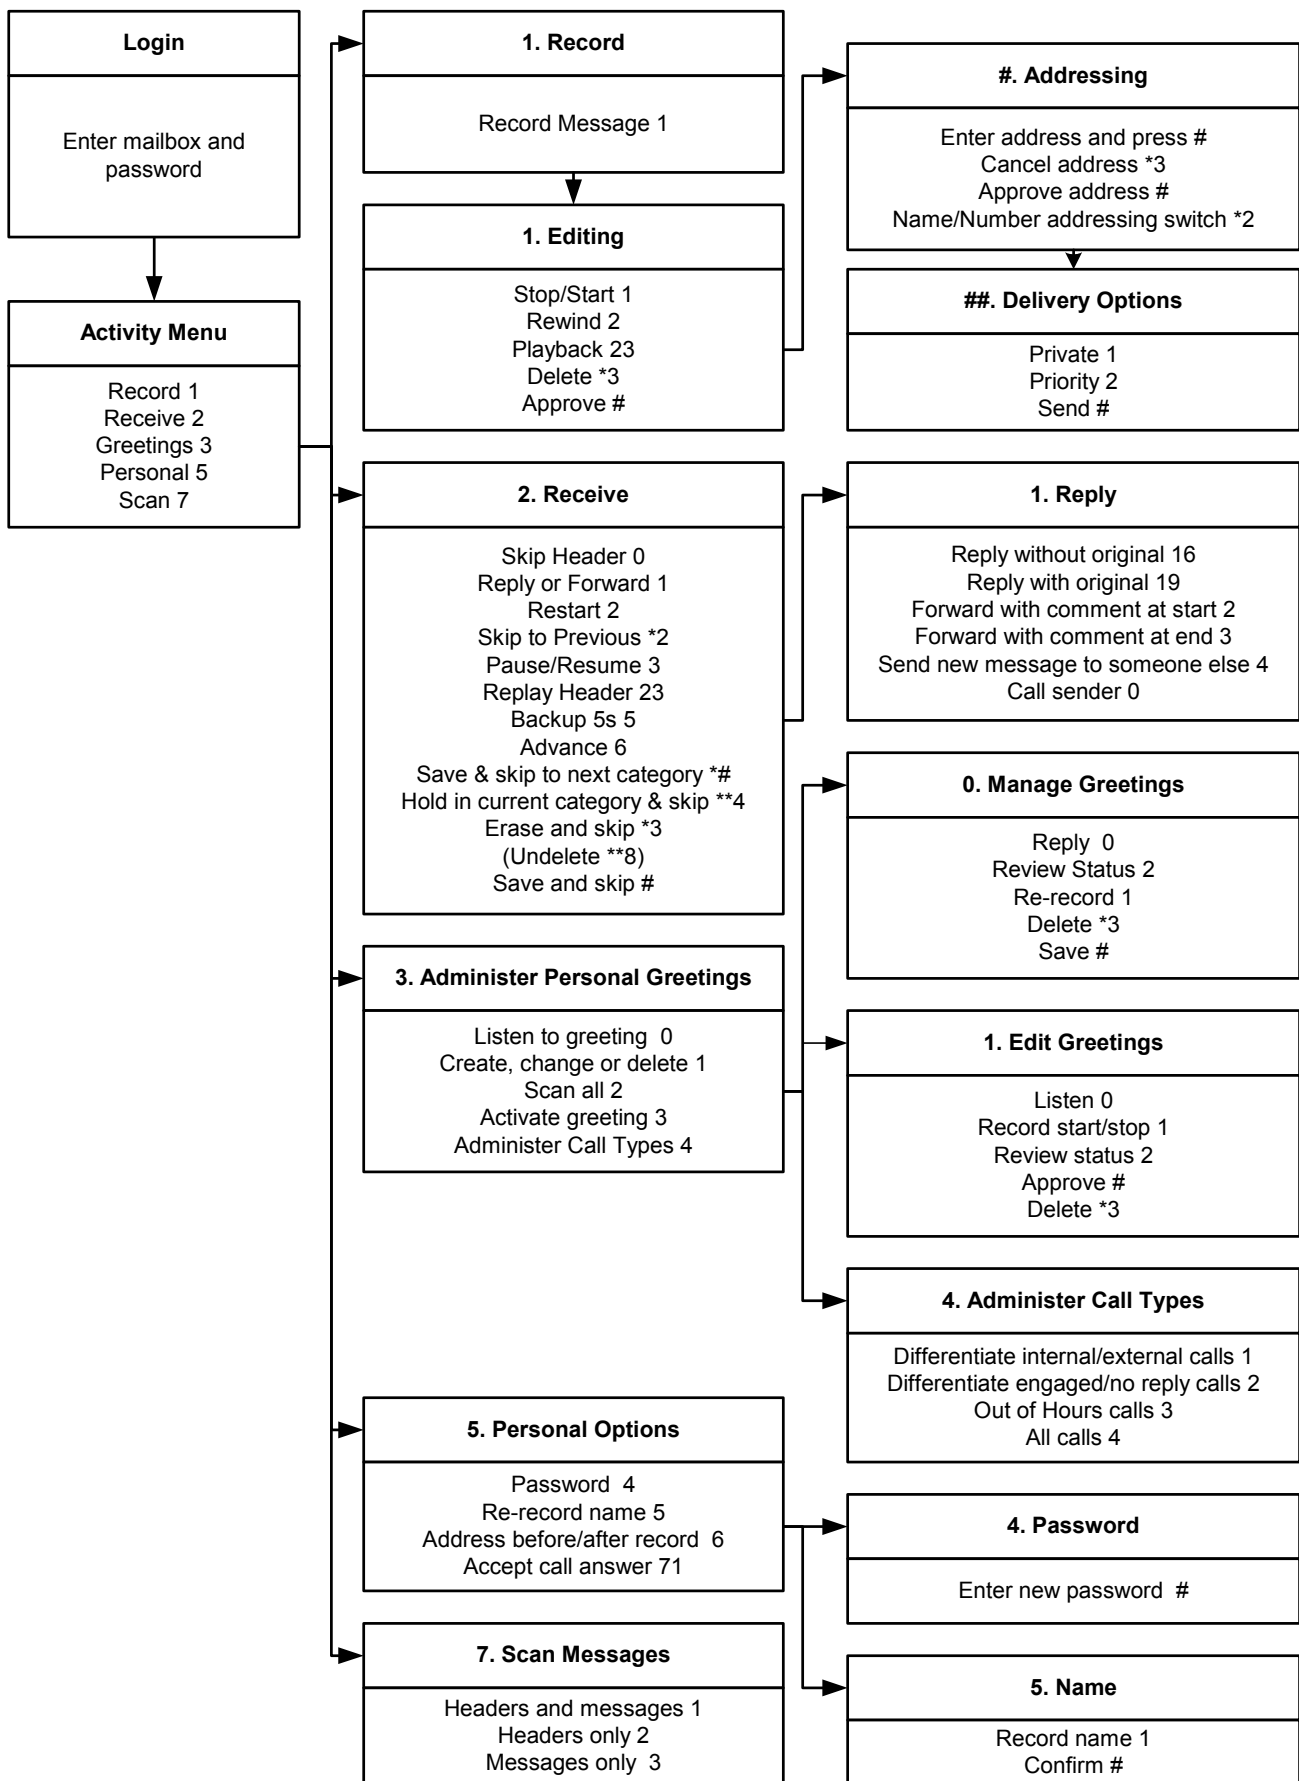 Login
Enter mailbox and
password
Activity Menu
Record 1
Receive 2
Greetings 3
Personal 5
Scan 7
1. Record
Record Message 1
1. Editing
Stop/Start 1
Rewind 2
Playback 23
Delete *3
Approve #
#. Addressing
Enter address and press #
Cancel address *3
Approve address #
Name/Number addressing switch *2
##. Delivery Options
Private 1
Priority 2
Send #
2. Receive
Skip Header 0
Reply or Forward 1
Restart 2
Skip to Previous *2
Pause/Resume 3
Replay Header 23
Backup 5s 5
Advance 6
Save & skip to next category *#
Hold in current category & skip **4
Erase and skip *3
(Undelete **8)
Save and skip #
1. Reply
Reply without original 16
Reply with original 19
Forward with comment at start 2
Forward with comment at end 3
Send new message to someone else 4
Call sender 0
3. Administer Personal Greetings
Listen to greeting 0
Create, change or delete 1
Scan all 2
Activate greeting 3
Administer Call Types 4
0. Manage Greetings
Reply 0
Review Status 2
Re-record 1
Delete *3
Save #
1. Edit Greetings
Listen 0
Record start/stop 1
Review status 2
Approve #
Delete *3
4. Administer Call Types
Differentiate internal/external calls 1
Differentiate engaged/no reply calls 2
Out of Hours calls 3
All calls 4
5. Personal Options
Password 4
Re-record name 5
Address before/after record 6
Accept call answer 71
4. Password
Enter new password #
5. Name
Record name 1
Confirm #
7. Scan Messages
Headers and messages 1
Headers only 2
Messages only 3